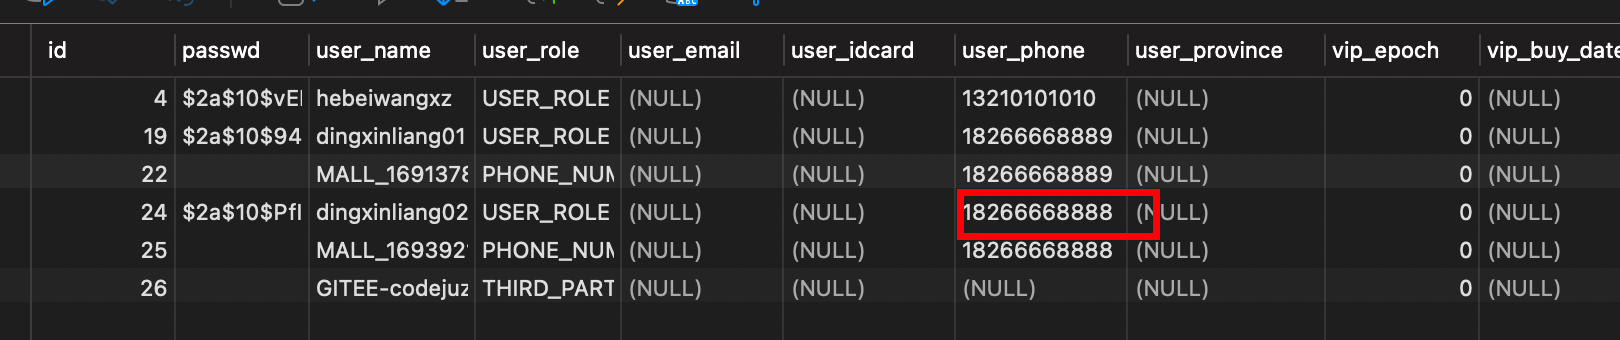 id passwd user_name user_role user_email user_idcard user_phone user_province vip_epoch vip_buy_date
4 $2a$10$vEl hebeiwangxz USER_ROLE (NULL) (NULL) 13210101010 (NULL) 0 (NULL)
19 $2a$10$94 dingxinliang01 USER_ROLE (NULL) (NULL) 18266668889 (NULL) 0 (NULL)
22 MALL_1691378 PHONE_NUM (NULL) (NULL) 18266668889 (NULL) 0 (NULL)
24 $2a$10$Pfl dingxinliang02 USER_ROLE (NULL) (NULL) 18266668888 (NULL) 0 (NULL)
25 MALL_1693921 PHONE_NUM (NULL) (NULL) 18266668888 (NULL) 0 (NULL)
26 GITEE-codejuz THIRD_PART (NULL) (NULL) (NULL) (NULL) 0 (NULL)